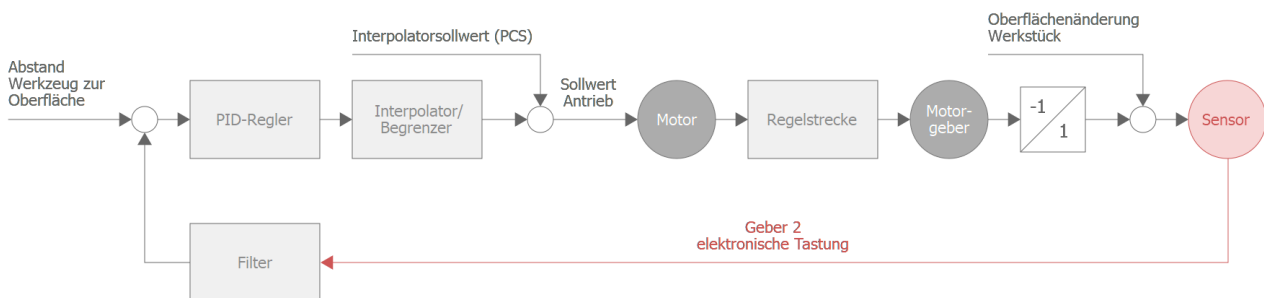 Abstand
Werkzeug zur
Oberfläche
PID-Regler
Interpolatorsollwert (PCS)
Interpolator/
Begrenzer
Sollwert
Antrieb
Motor
Regelstrecke
Motor-
geber
-1
1
Oberflächenänderung
Werkstück
Sensor
Geber 2
elektronische Tastung
Filter